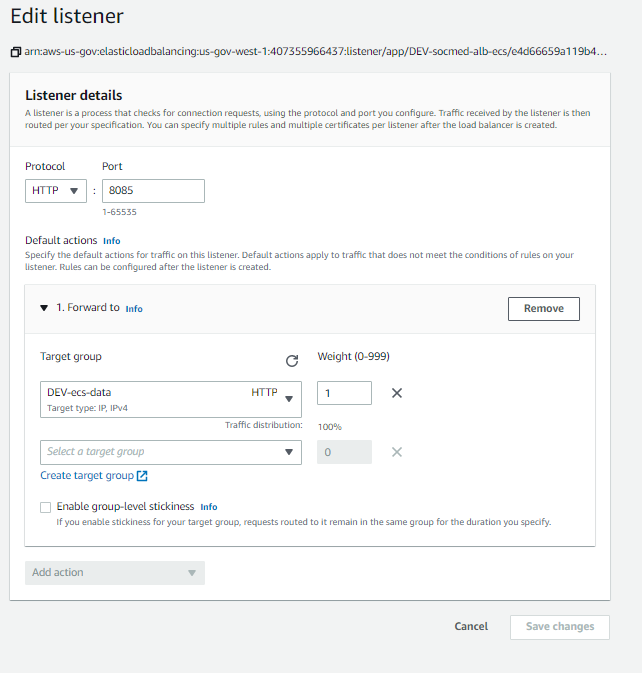 Edit listener
arn:aws-us-gov:elasticloadbalancing:us-gov-west-1:407355966437:listener/app/DEV-socmed-alb-ecs/e4d66659a119b4...
Listener details
A listener is a process that checks for connection requests, using the protocol and port you configure. Traffic received by the listener is then
routed per your specification. You can specify multiple rules and multiple certificates per listener after the load balancer is created.
Protocol Port
HTTP : 8085
1-65535
Default actions Info
Specify the default actions for traffic on this listener. Default actions apply to traffic that does not meet the conditions of rules on your
listener. Rules can be configured after the listener is created.
1. Forward to Info Remove
Target group Weight (0-999)
DEV-ecs-data HTTP 1
Target type: IP, IPv4
Traffic distribution: 100%
Select a target group 0
Create target group
Enable group-level stickiness Info
If you enable stickiness for your target group, requests routed to it remain in the same group for the duration you specify.
Add action
Cancel Save changes